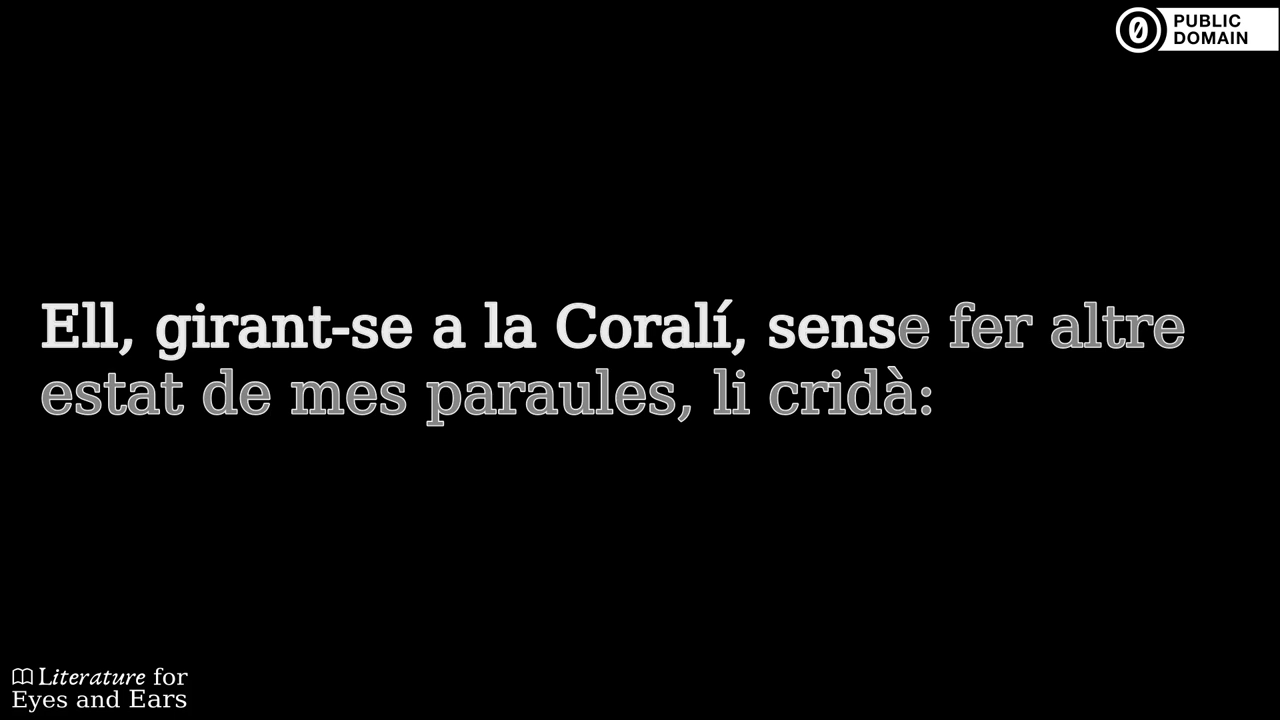 PUBLIC
DOMAIN
Ell, girant-se a la Coralí, sense fer altre
estat de mes paraules, li cridà:
Literature for
Eyes and Ears